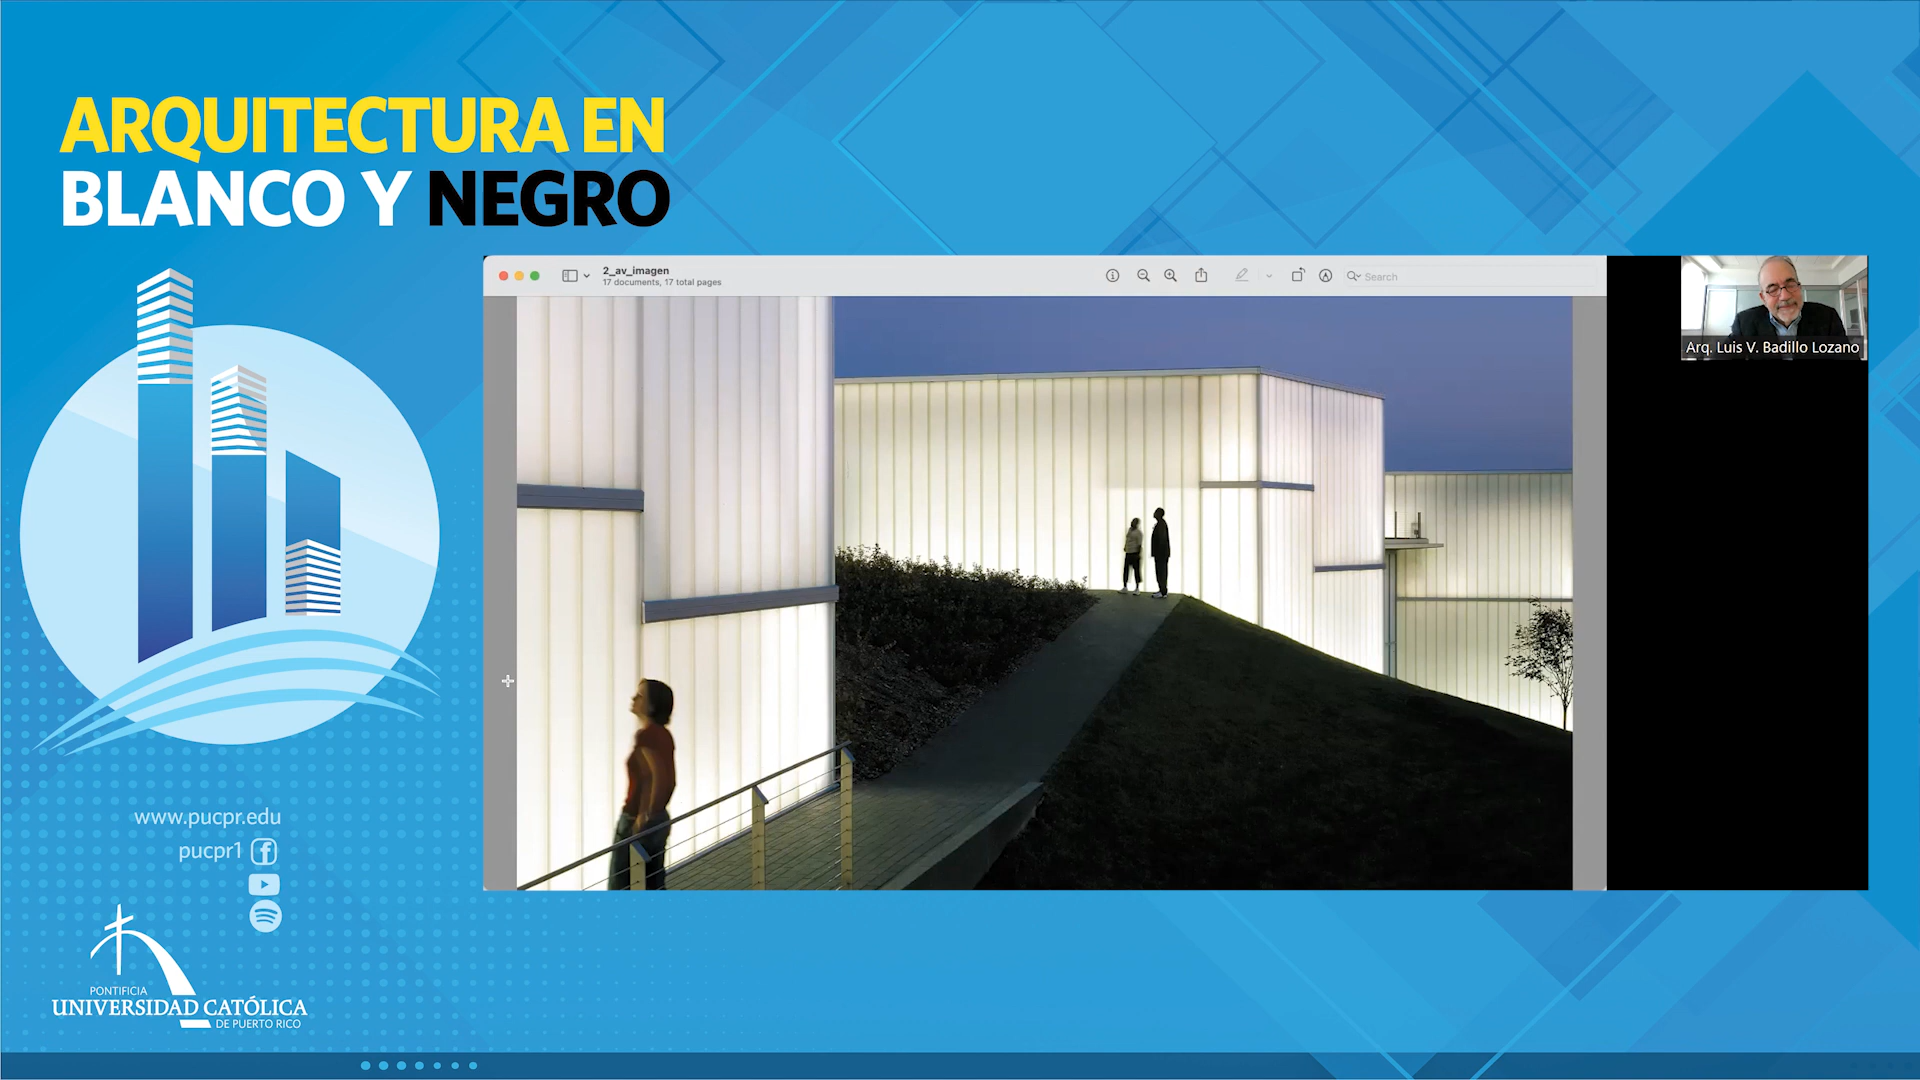 ARQUITECTURA EN
BLANCO Y NEGRO
2_av_imagen
17 documents, 17 total pages
Search
Arq. Luis V. Badillo Lozano
www.pucpr.edu
pucpr1
PONTIFICIA
UNIVERSIDAD CATÓLICA
DE PUERTO RICO